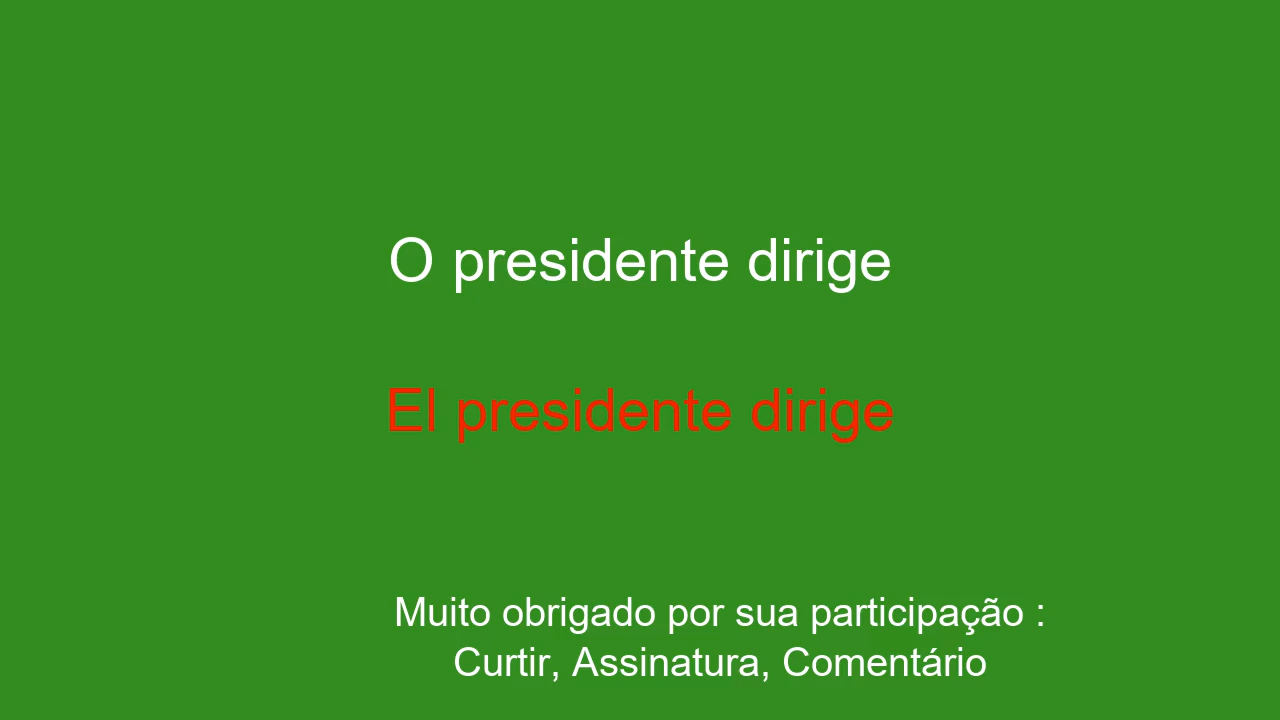 O presidente dirige
El presidente dirige
Muito obrigado por sua participação :
Curtir, Assinatura, Comentário